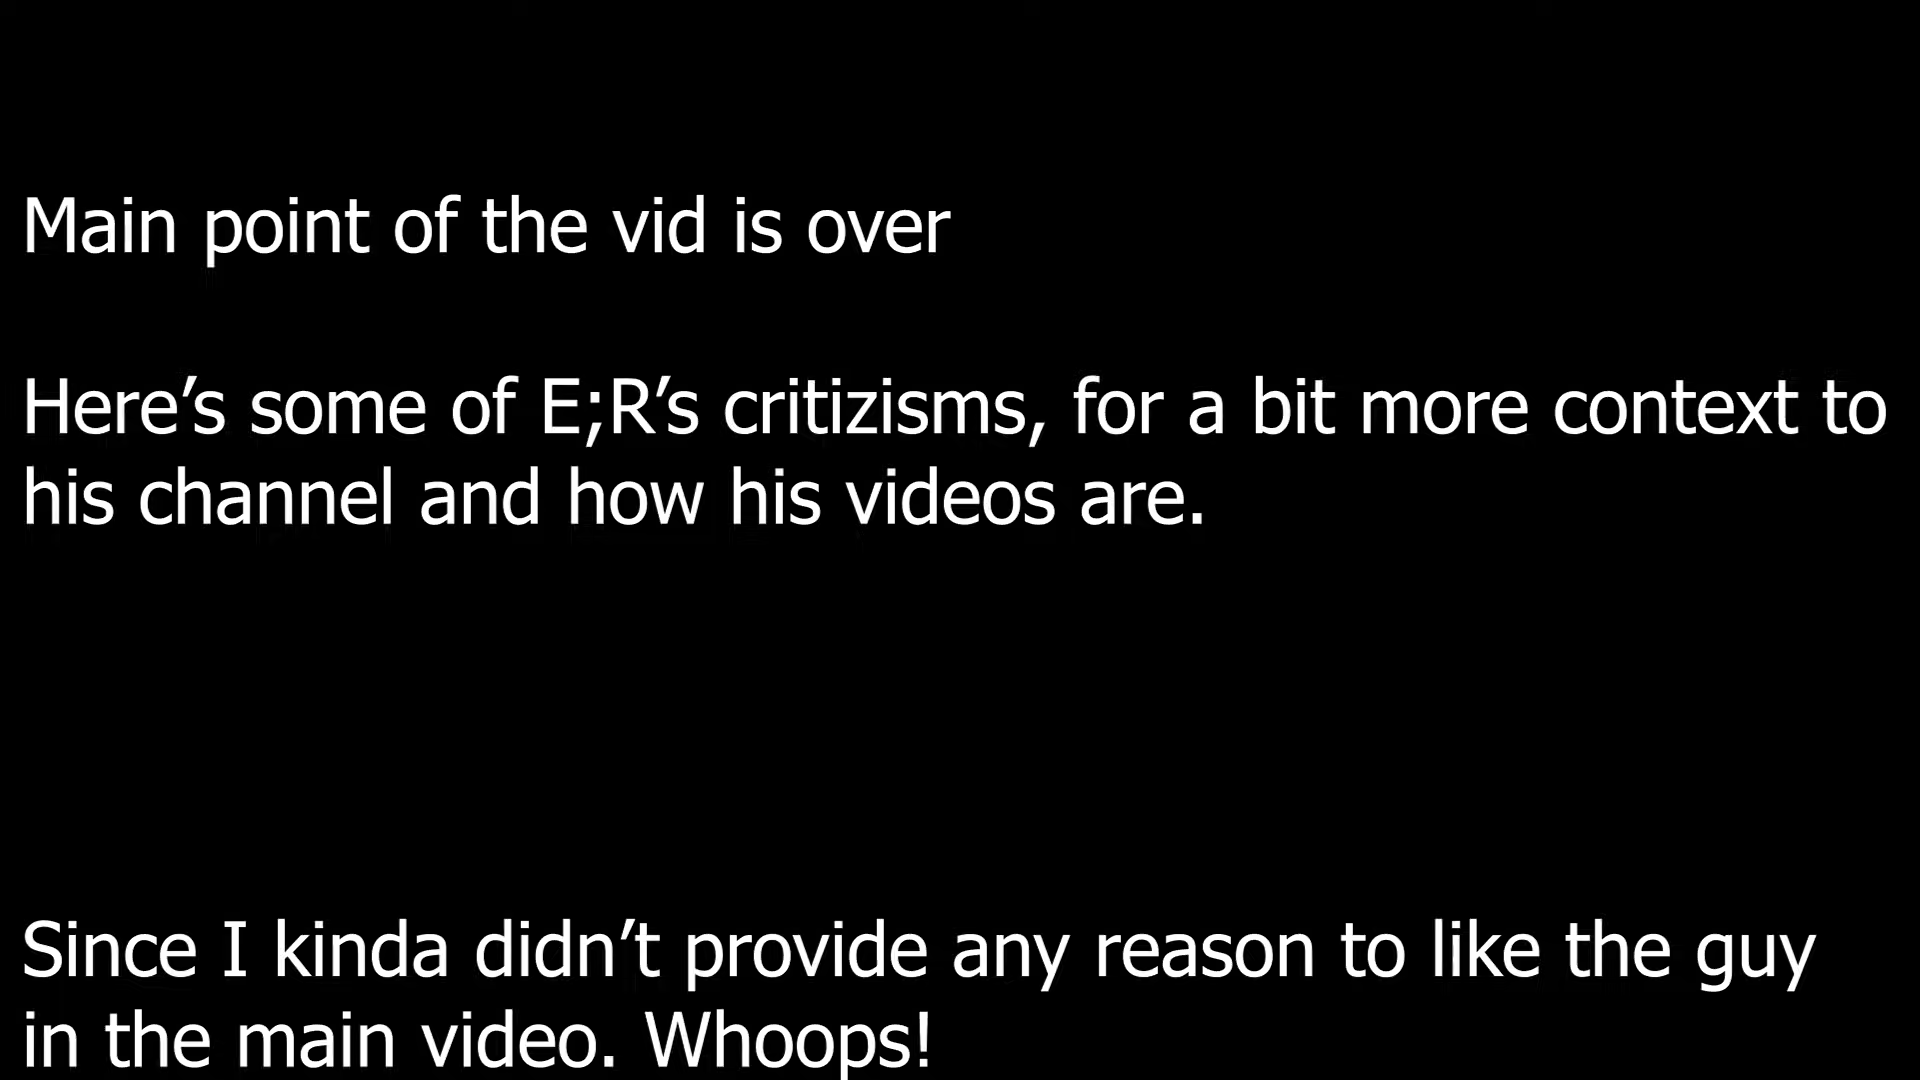 Main point of the vid is over
Here’s some of E;R’s critizisms, for a bit more context to
his channel and how his videos are.
Since I kinda didn’t provide any reason to like the guy
in the main video. Whoops!